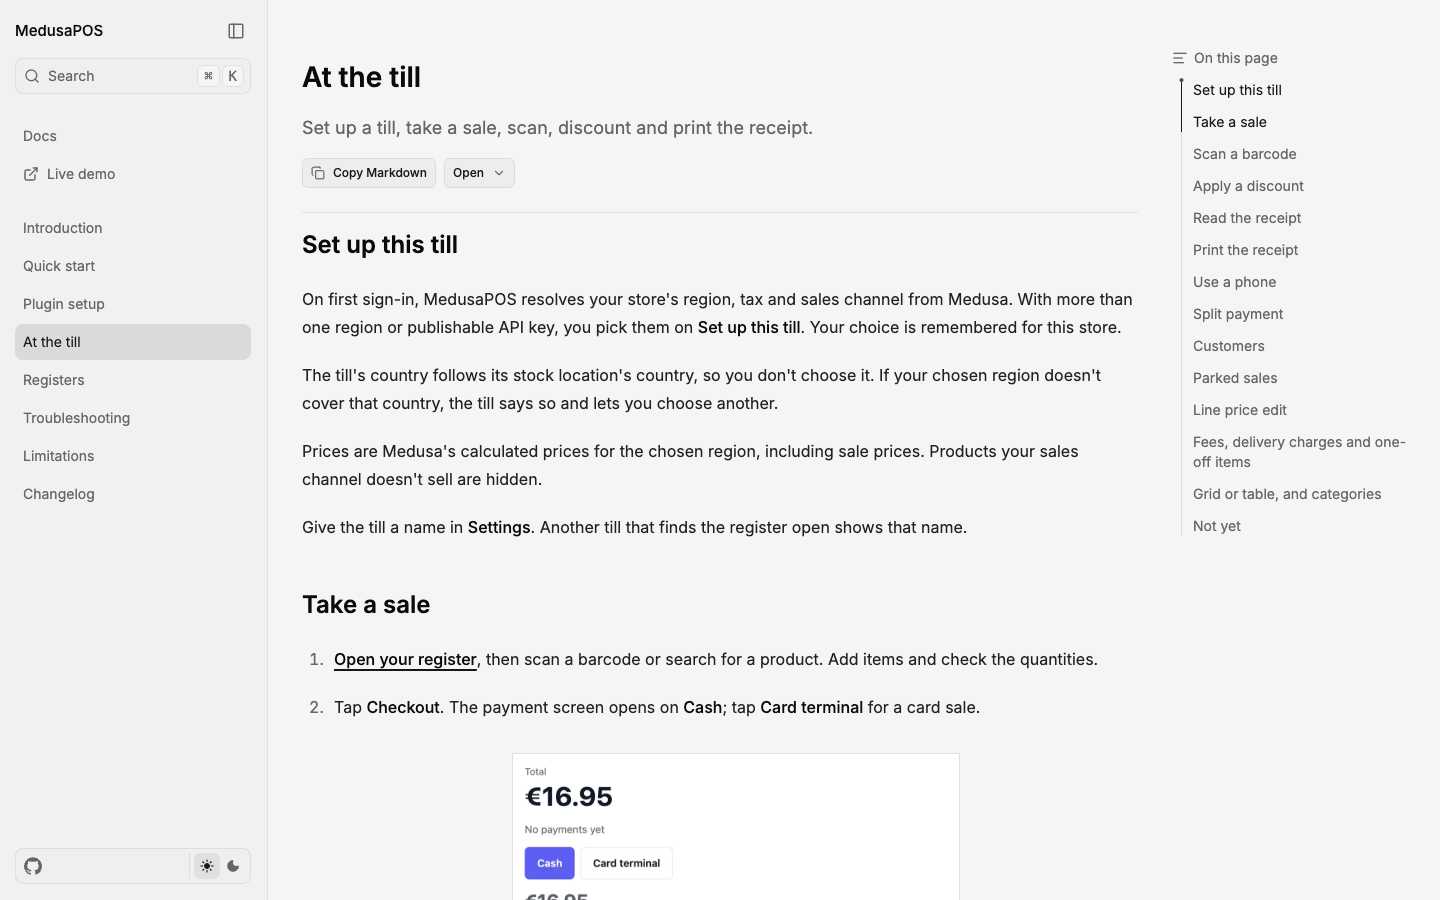 MedusaPOS
Search
⌘ K
Docs
Live demo
Introduction
Quick start
Plugin setup
At the till
Registers
Troubleshooting
Limitations
Changelog
At the till
Set up a till, take a sale, scan, discount and print the receipt.
Copy Markdown
Open
Set up this till
On first sign-in, MedusaPOS resolves your store's region, tax and sales channel from Medusa. With more than
one region or publishable API key, you pick them on Set up this till. Your choice is remembered for this store.
The till's country follows its stock location's country, so you don't choose it. If your chosen region doesn't
cover that country, the till says so and lets you choose another.
Prices are Medusa's calculated prices for the chosen region, including sale prices. Products your sales
channel doesn't sell are hidden.
Give the till a name in Settings. Another till that finds the register open shows that name.
Take a sale
1. Open your register, then scan a barcode or search for a product. Add items and check the quantities.
2. Tap Checkout. The payment screen opens on Cash; tap Card terminal for a card sale.
Total
€16.95
No payments yet
Cash
Card terminal
€16.95
On this page
Set up this till
Take a sale
Scan a barcode
Apply a discount
Read the receipt
Print the receipt
Use a phone
Split payment
Customers
Parked sales
Line price edit
Fees, delivery charges and one-
off items
Grid or table, and categories
Not yet